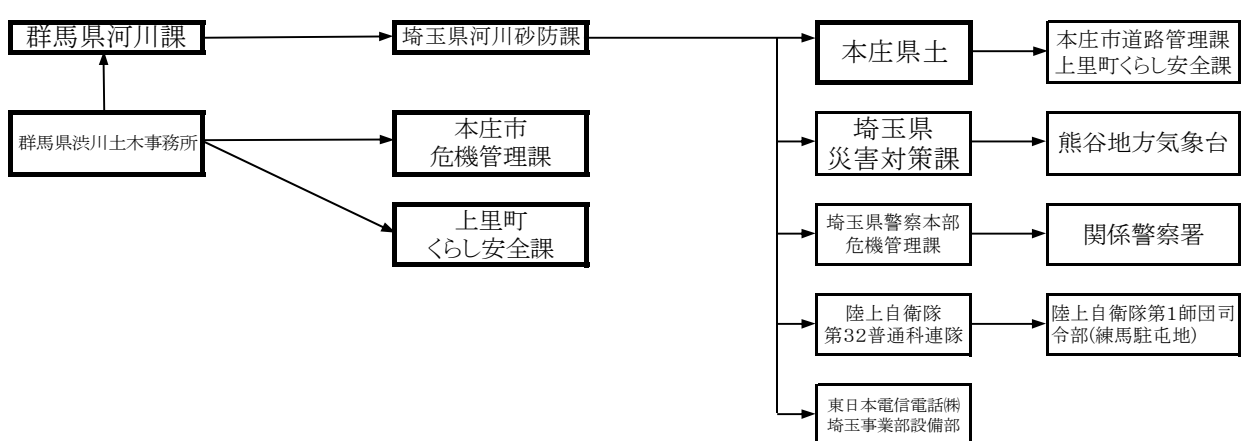 群馬県河川課
埼玉県河川砂防課
本庄県土
本庄市道路管理課
上里町くらし安全課
群馬県渋川土木事務所
本庄市
危機管理課
埼玉県
災害対策課
熊谷地方気象台
上里町
くらし安全課
埼玉県警察本部
危機管理課
関係警察署
陸上自衛隊
第32普通科連隊
陸上自衛隊第1師団司
令部(練馬駐屯地)
東日本電信電話㈱
埼玉事業部設備部